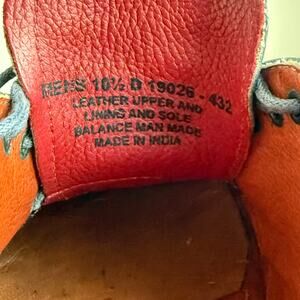 MENS 10½ D 19026 - 432
LEATHER UPPER AND
LINING AND SOLE
BALANCE MAN MADE
MADE IN INDIA